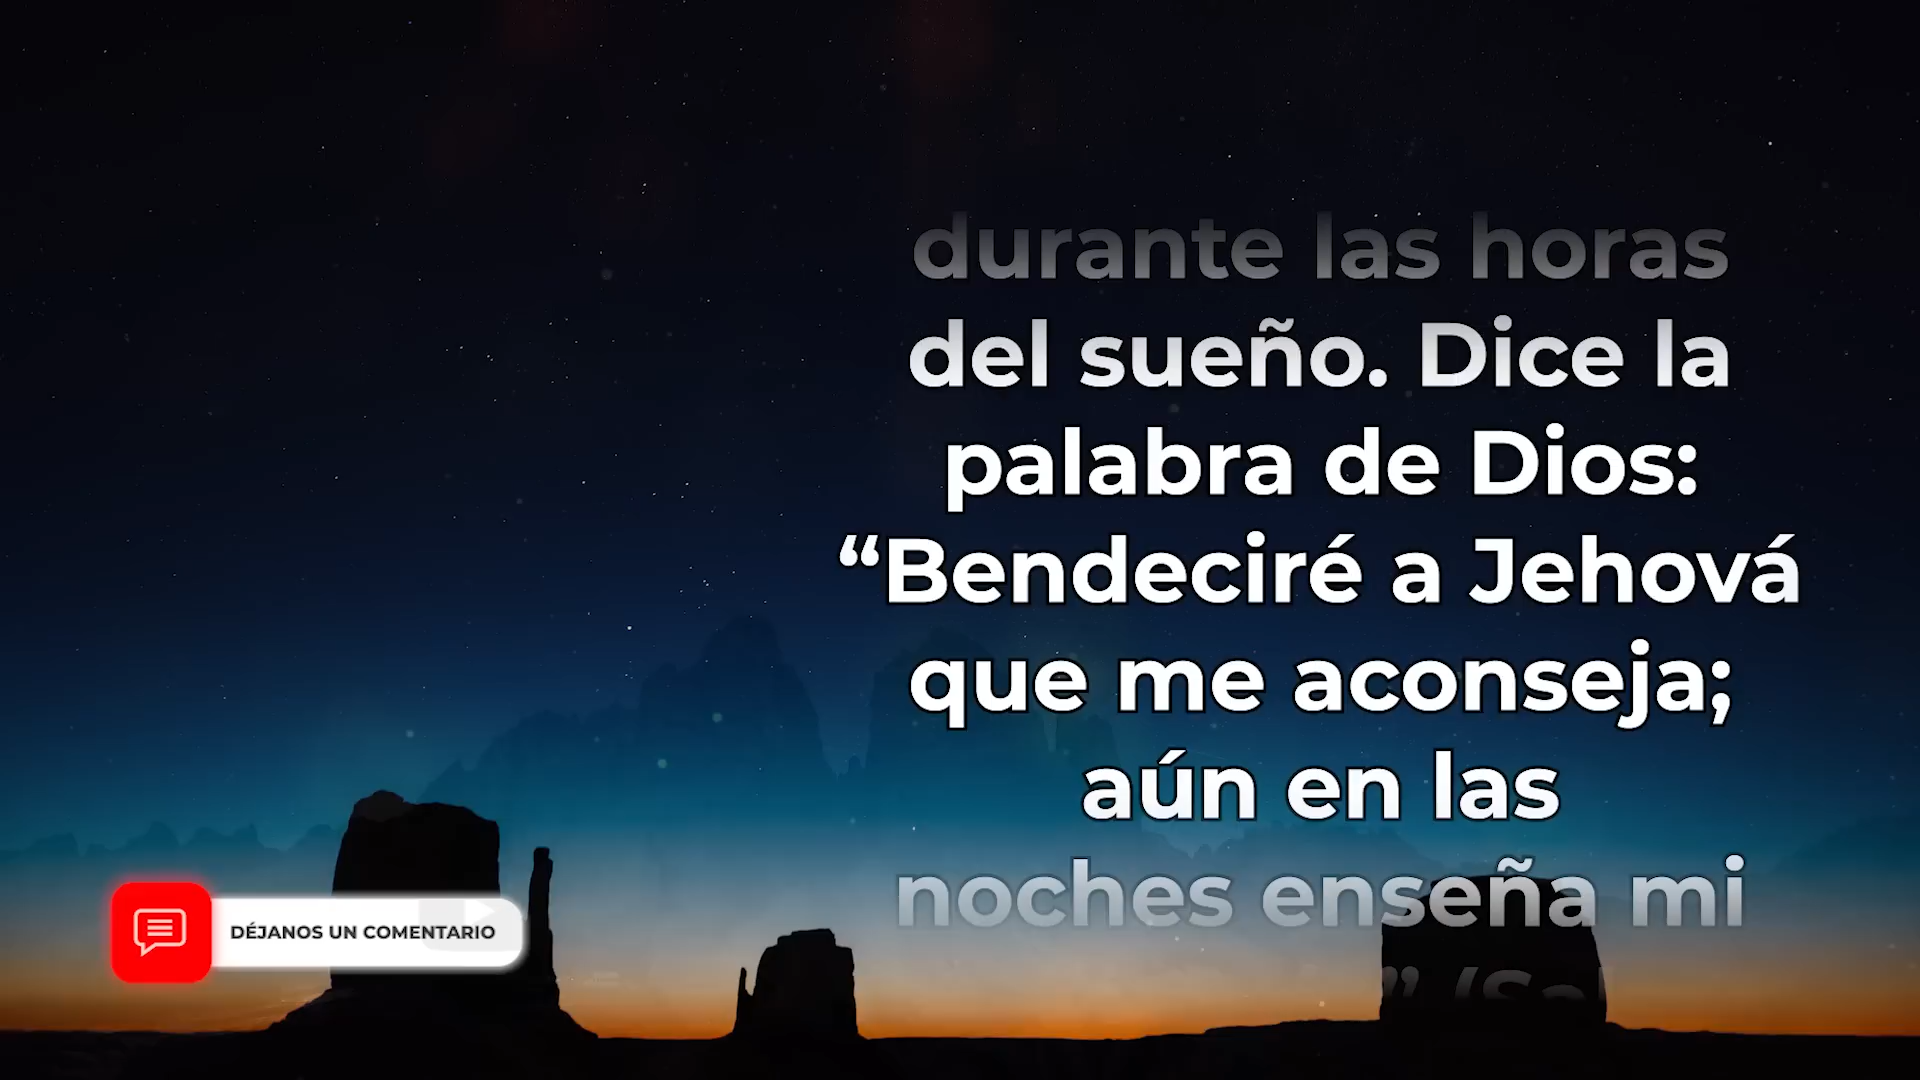 durante las horas
del sueño. Dice la
palabra de Dios:
“Bendeciré a Jehová
que me aconseja;
aún en las
noches enseña mi
DÉJANOS UN COMENTARIO